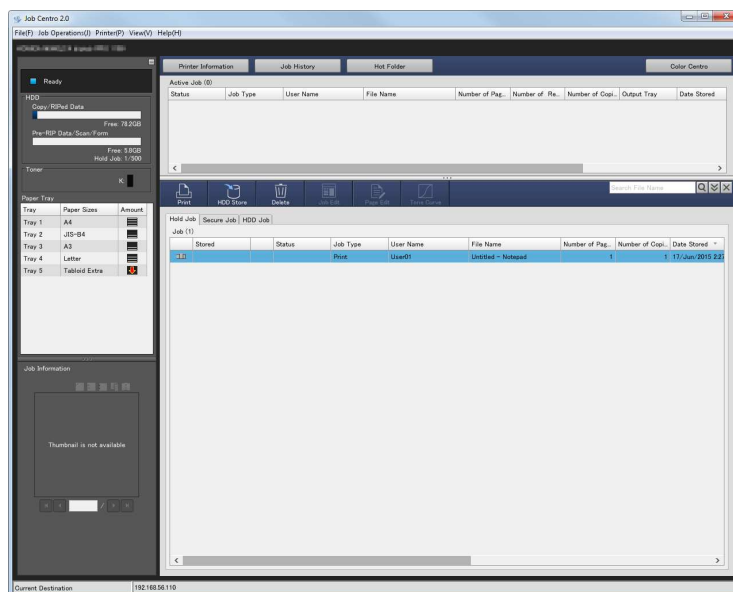 Job Centro 2.0
File(F) Job Operations(J) Printer(P) View(V) Help(H)
Ready
HDD
Copy/RIPed Data
Free: 78.2GB
Pre-RIP Data/Scan/Form
Free: 5.8GB
Hold Job: 1/500
Toner
K:
Paper Tray
Tray Paper Sizes Amount
Tray 1 A4
Tray 2 JIS-B4
Tray 3 A3
Tray 4 Letter
Tray 5 Tabloid Extra
Job Information
Thumbnail is not available
/
Printer Information Job History Hot Folder Color Centro
Active Job (0)
Status Job Type User Name File Name Number of Pag... Number of Re... Number of Copi... Output Tray Date Stored
Print HDD Store Delete Job Edit Page Edit Tone Curve Search File Name
Hold Job Secure Job HDD Job
Job (1)
Stored Status Job Type User Name File Name Number of Pag... Number of Copi... Date Stored
Print User01 Untitled - Notepad 1 1 17/Jun/2015 2:27
Current Destination 192.168.56.110